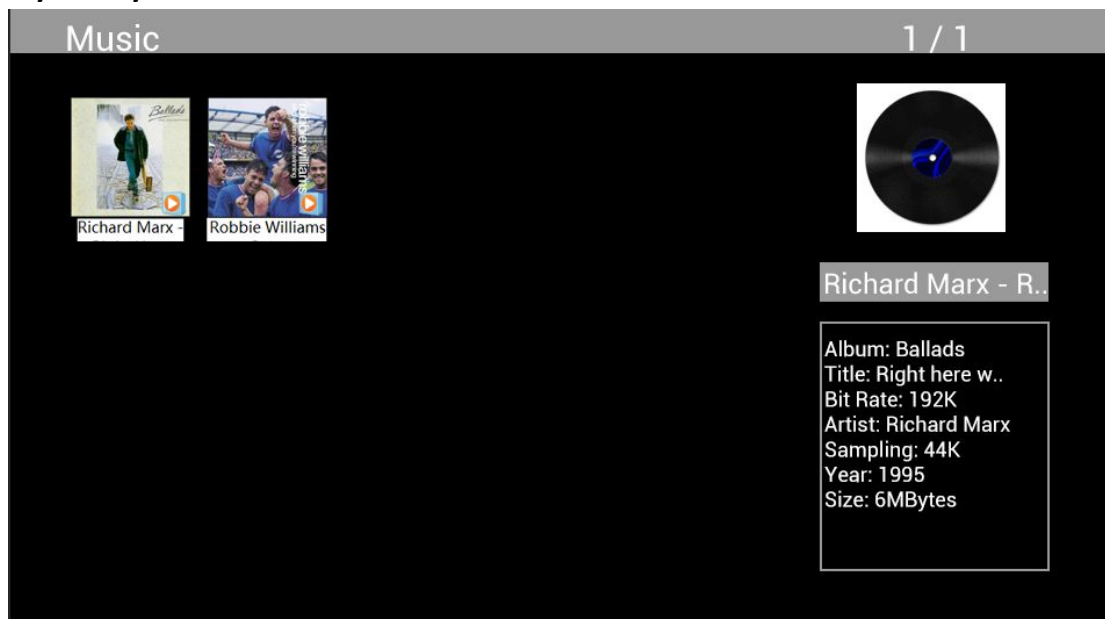 Music
1 / 1
Ballads
robbie williams
Richard Marx -
Robbie Williams
Richard Marx - R..
Album: Ballads
Title: Right here w..
Bit Rate: 192K
Artist: Richard Marx
Sampling: 44K
Year: 1995
Size: 6MBytes